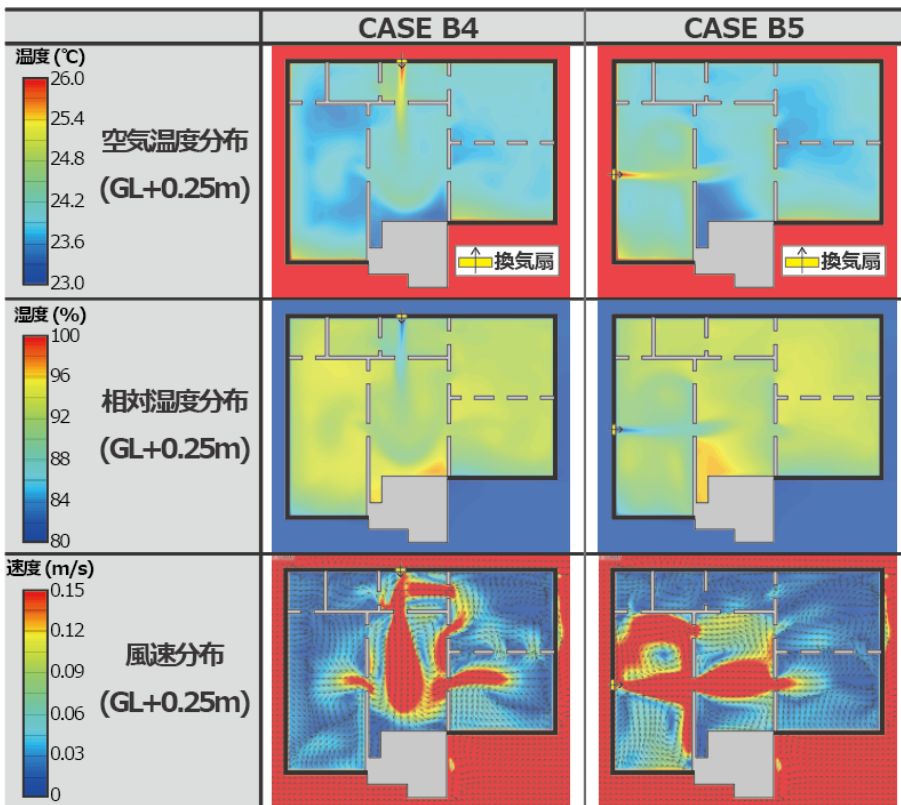 CASE B4
CASE B5
温度 (℃)
26.0
25.4
24.8
24.2
23.6
23.0
空気温度分布
(GL+0.25m)
換気扇
換気扇
湿度 (%)
100
96
92
88
84
80
相対湿度分布
(GL+0.25m)
速度 (m/s)
0.15
0.12
0.09
0.06
0.03
0
風速分布
(GL+0.25m)